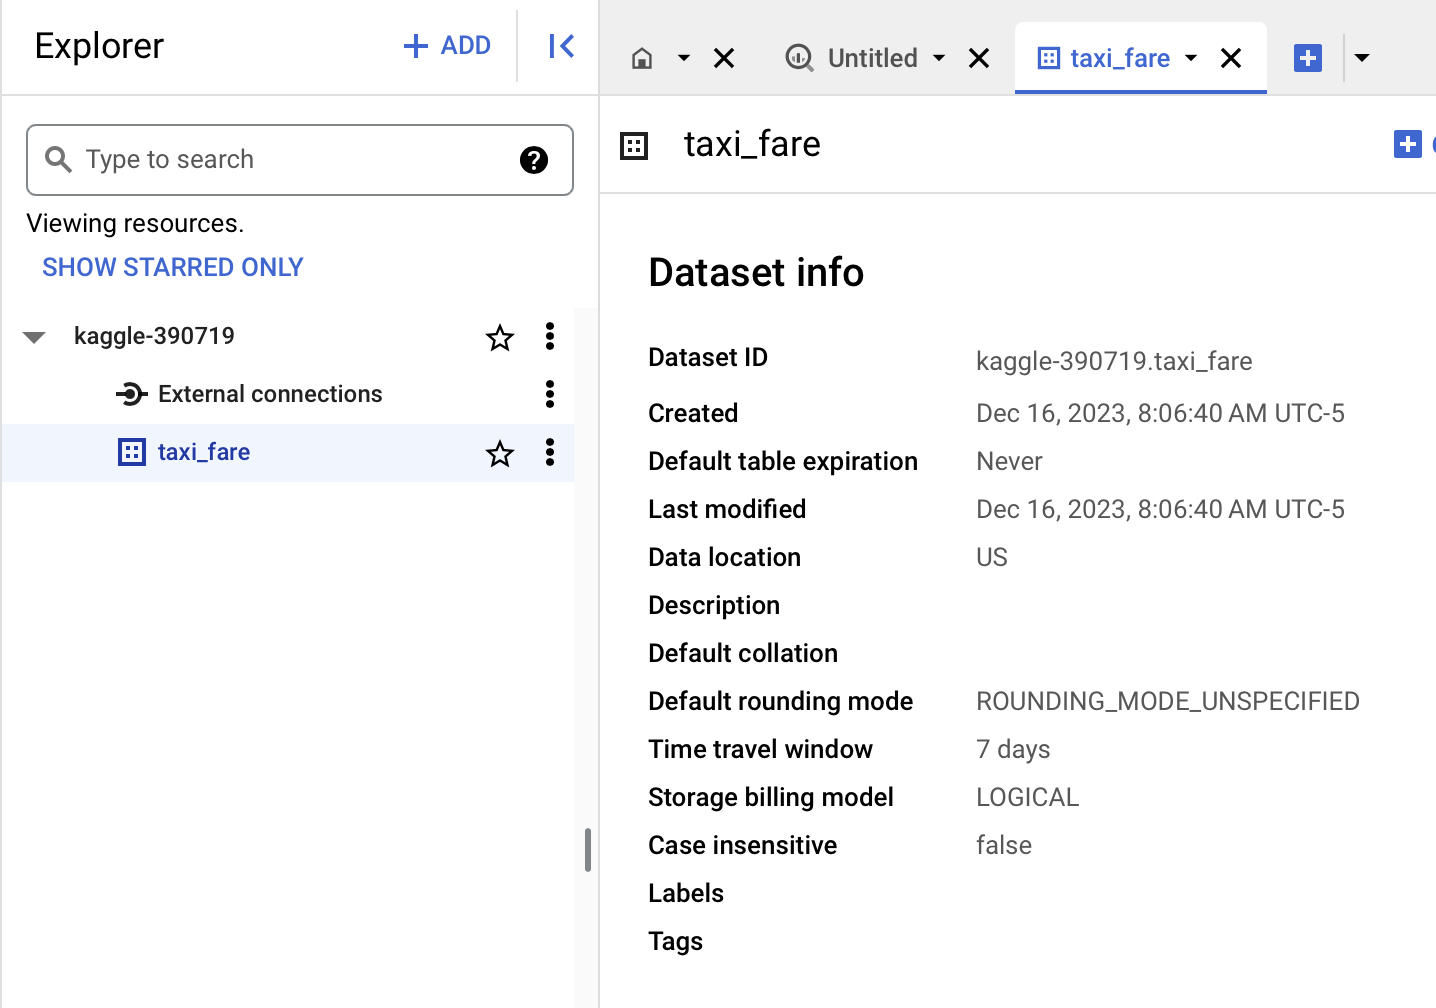 Explorer
ADD
Type to search
Viewing resources.
SHOW STARRED ONLY
kaggle-390719
External connections
taxi_fare
Untitled
taxi_fare
taxi_fare
Dataset info
Dataset ID kaggle-390719.taxi_fare
Created Dec 16, 2023, 8:06:40 AM UTC-5
Default table expiration Never
Last modified Dec 16, 2023, 8:06:40 AM UTC-5
Data location US
Description
Default collation
Default rounding mode ROUNDING_MODE_UNSPECIFIED
Time travel window 7 days
Storage billing model LOGICAL
Case insensitive false
Labels
Tags